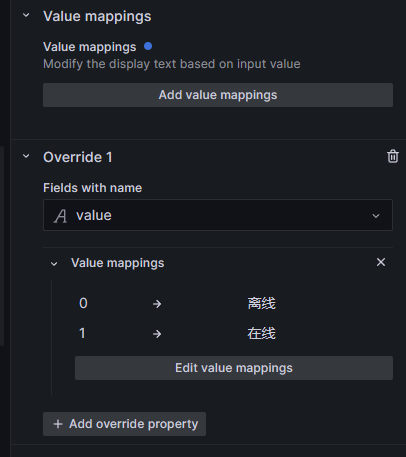 Value mappings
Value mappings
Modify the display text based on input value
Add value mappings
Override 1
Fields with name
value
Value mappings
0 → 离线
1 → 在线
Edit value mappings
+ Add override property